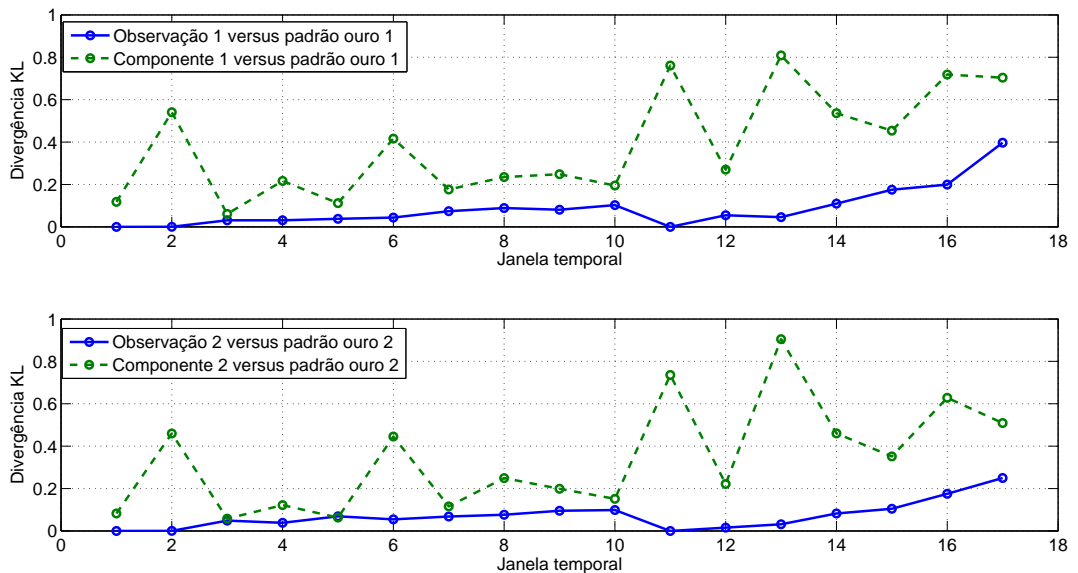 1
0.8
0.6
0.4
0.2
0
Divergência KL
Observação 1 versus padrão ouro 1
Componente 1 versus padrão ouro 1
0 2 4 6 8 10 12 14 16 18
Janela temporal
1
0.8
0.6
0.4
0.2
0
Divergência KL
Observação 2 versus padrão ouro 2
Componente 2 versus padrão ouro 2
0 2 4 6 8 10 12 14 16 18
Janela temporal